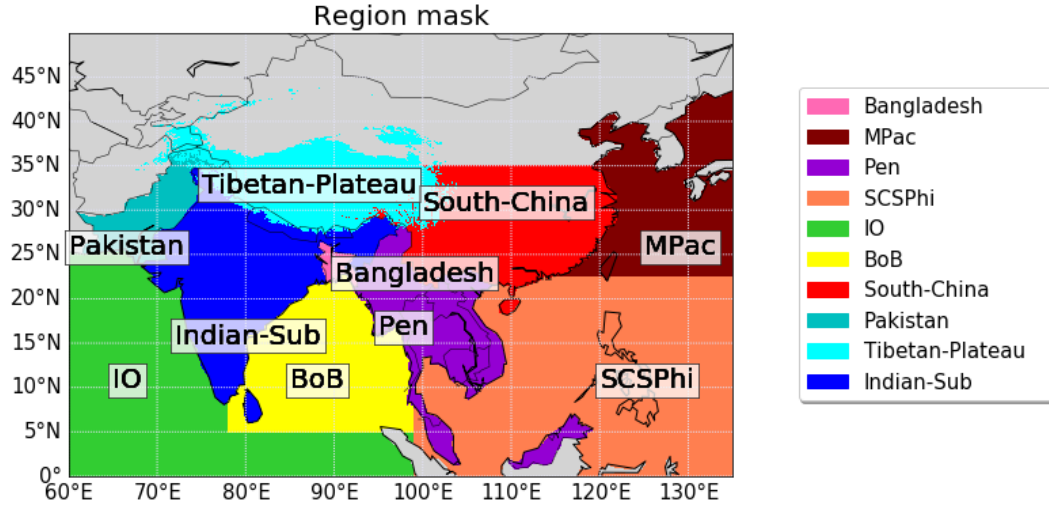 Region mask
45°N
40°N
35°N
30°N
25°N
20°N
15°N
10°N
5°N
0°
60°E
70°E
80°E
90°E
100°E
110°E
120°E
130°E
Tibetan-Plateau
South-China
Pakistan
MPac
Bangladesh
Pen
Indian-Sub
IO
BoB
SCSPhi
Bangladesh
MPac
Pen
SCSPhi
IO
BoB
South-China
Pakistan
Tibetan-Plateau
Indian-Sub